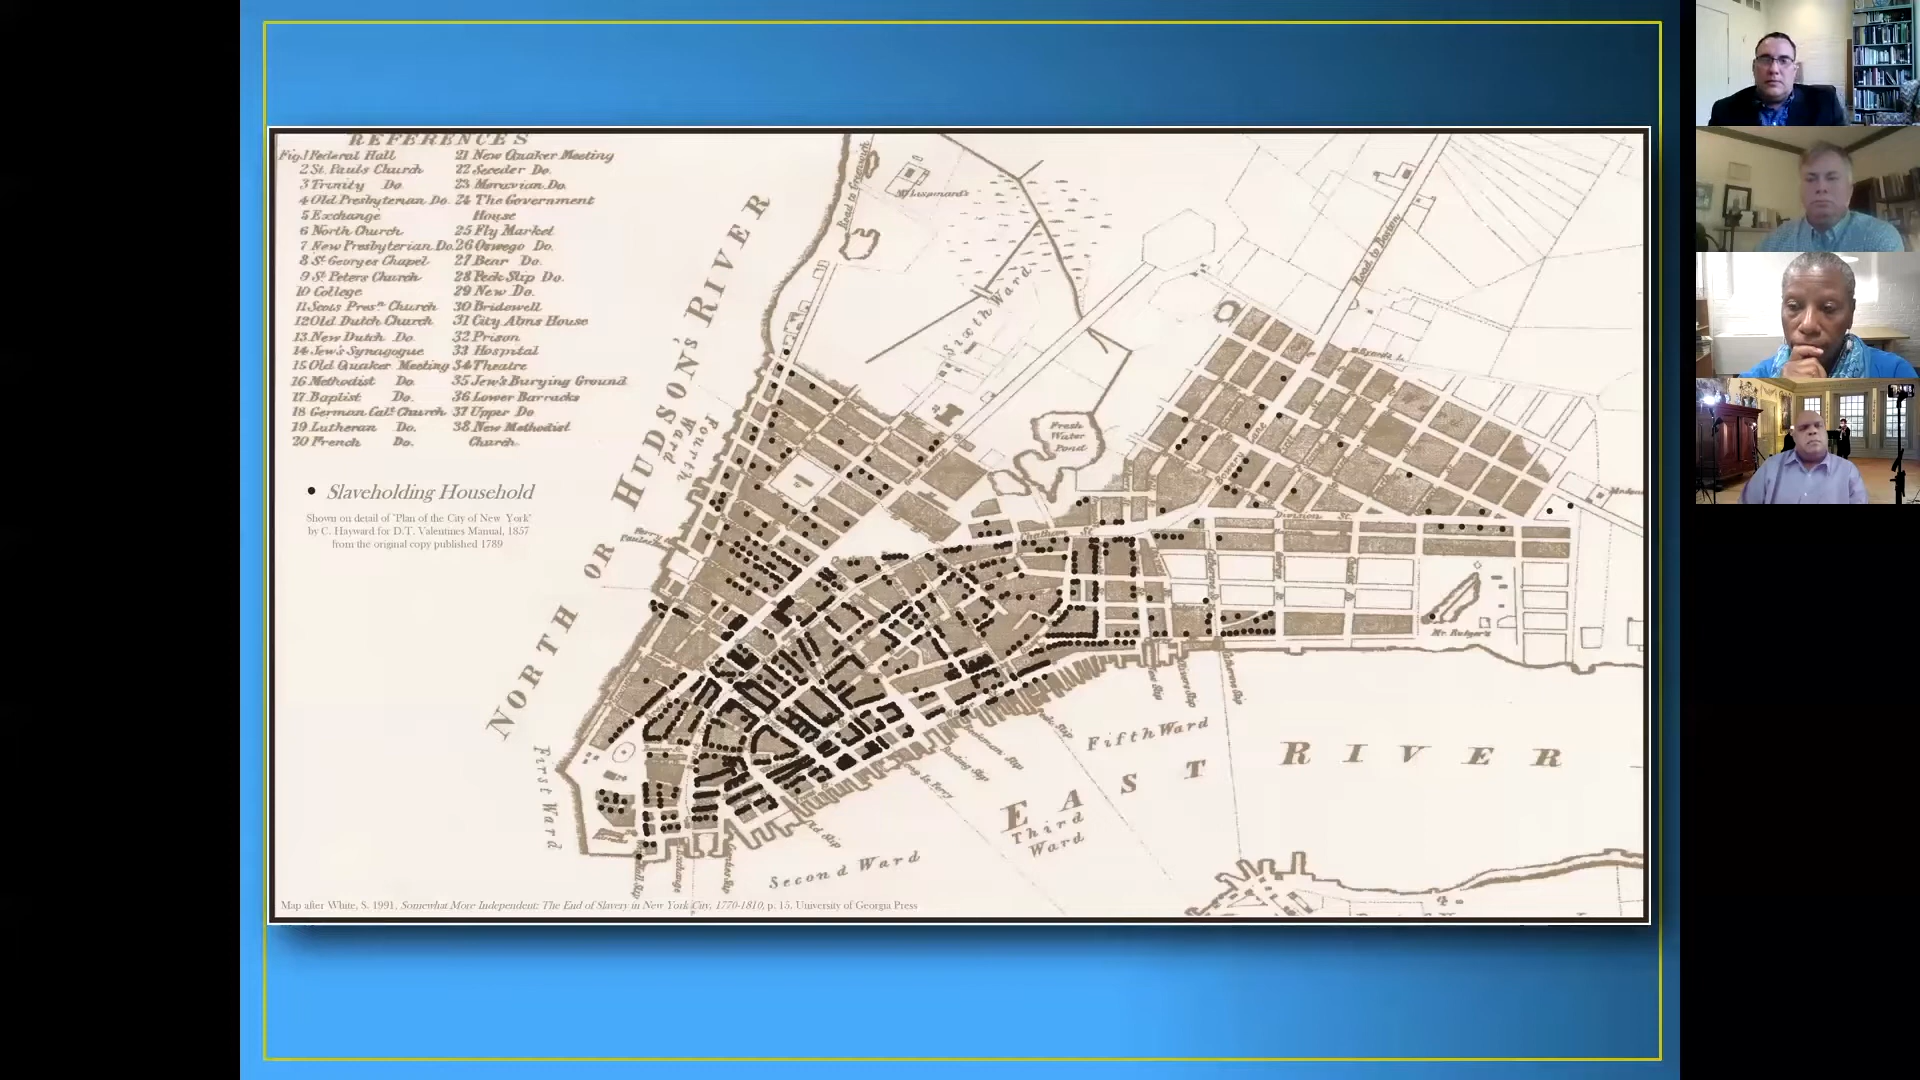 REFERENCES
Fig.1 Federal Hall
2 St. Pauls Church
3 Trinity Do.
4 Old Presbyterian Do.
5 Exchange
6 North Church
7 New Presbyterian Do.
8 St. Georges Chapel
9 St. Peters Church
10 College
11 Scots Presn. Church
12 Old Dutch Church
13 New Dutch Do.
14 Jew's Synagogue
15 Old Quaker Meeting
16 Methodist Do.
17 Baptist Do.
18 German Cal. Church
19 Lutheran Do.
20 French Do.
21 New Quaker Meeting
22 Seceder Do.
23 Moravian Do.
24 The Government
House
25 Fly Market
26 Oswego Do.
27 Bear Do.
28 Peck Slip Do.
29 New Do.
30 Bridewell
31 City Alms House
32 Prison
33 Hospital
34 Theatre
35 Jew's Burying Ground
36 Lower Barracks
37 Upper Do
38 New Methodist
Church
Slaveholding Household
Shown on detail of "Plan of the City of New York"
by C. Hayward for D.T. Valentines Manual, 1857
from the original copy published 1789
NORTH OR HUDSON'S RIVER
Road to Greenwich
Mr. Lispenard's
Sixth Ward
Road to Boston
Fourth
Ward
Fresh
Water
Pond
Bowery Lane
Division St.
Chatham St.
Mr. Rutger's
First Ward
Second Ward
Third
Ward
Fifth Ward
EAST RIVER
Map after White, S. 1991, Somewhat More Independent: The End of Slavery in New York City, 1770-1810, p. 15, University of Georgia Press